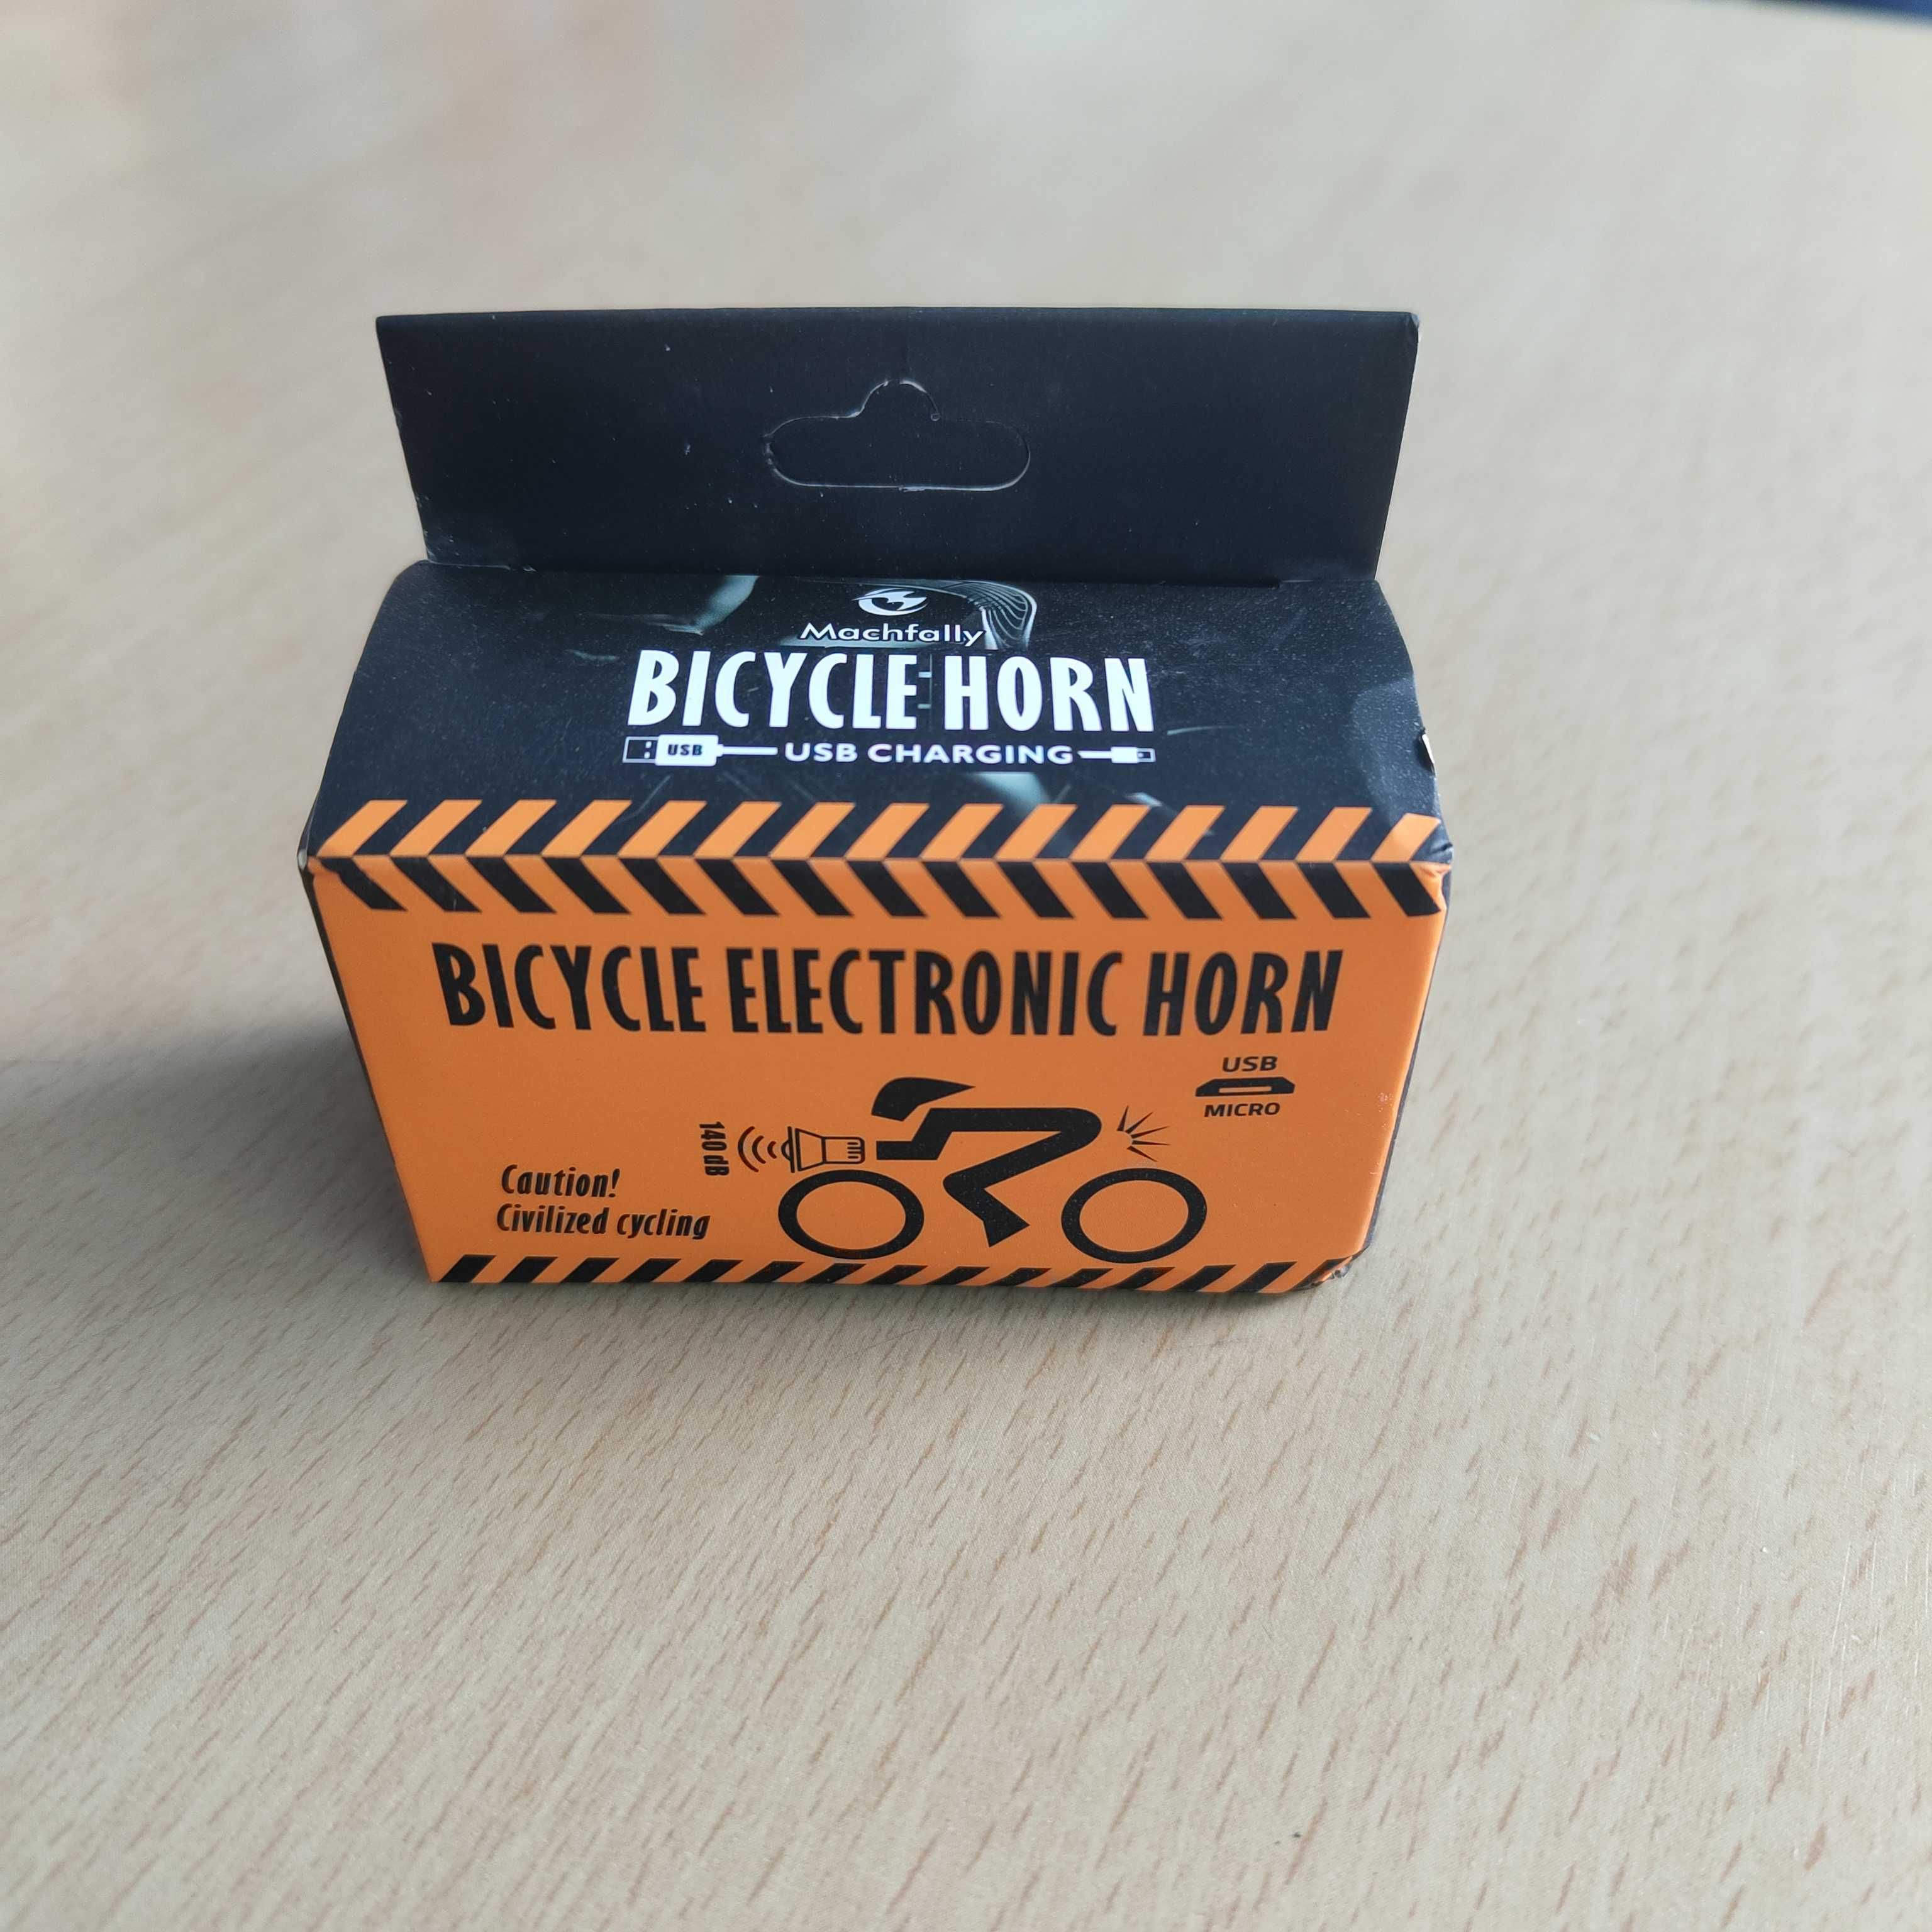 Machfally
BICYCLE HORN
USB USB CHARGING
BICYCLE ELECTRONIC HORN
USB
MICRO
140 dB
Caution!
Civilized cycling